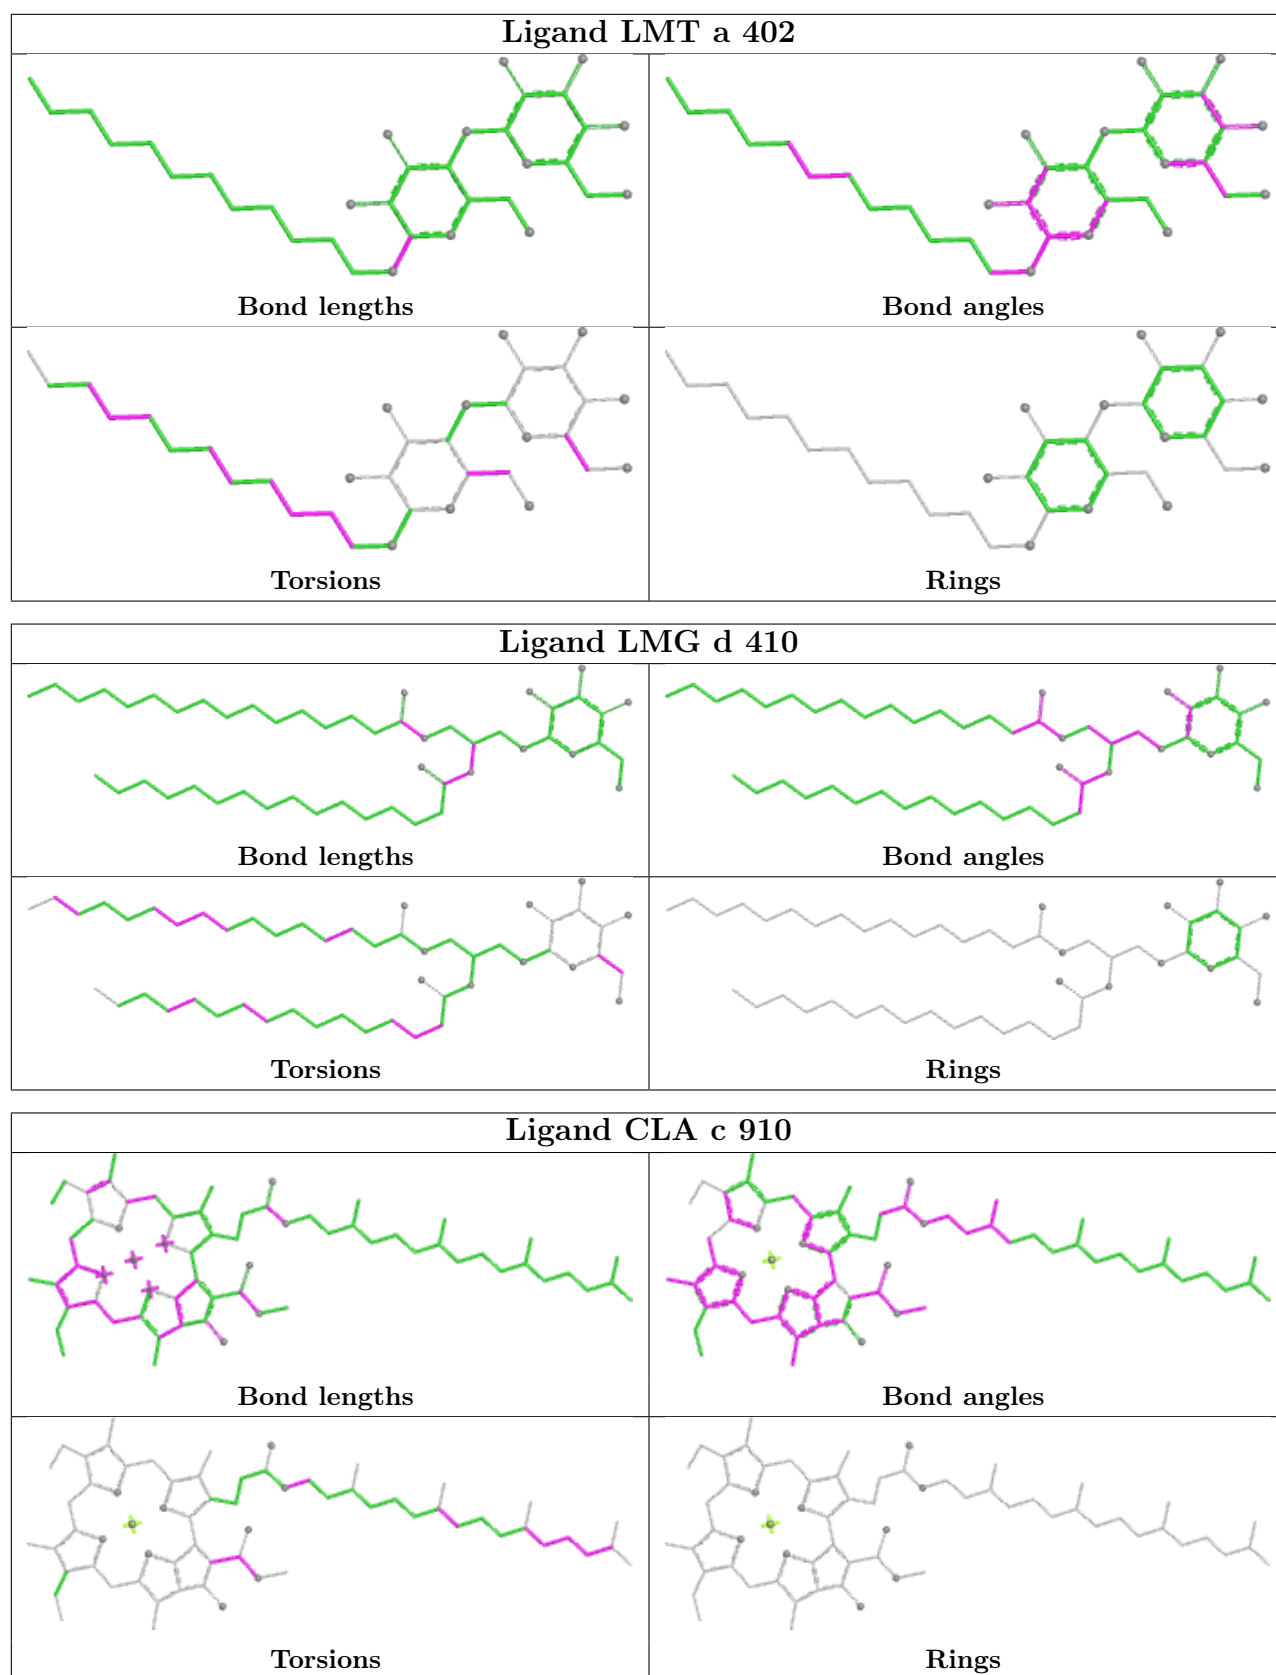 Ligand LMT a 402
Bond lengths
Bond angles
Torsions
Rings
Ligand LMG d 410
Bond lengths
Bond angles
Torsions
Rings
Ligand CLA c 910
Bond lengths
Bond angles
Torsions
Rings